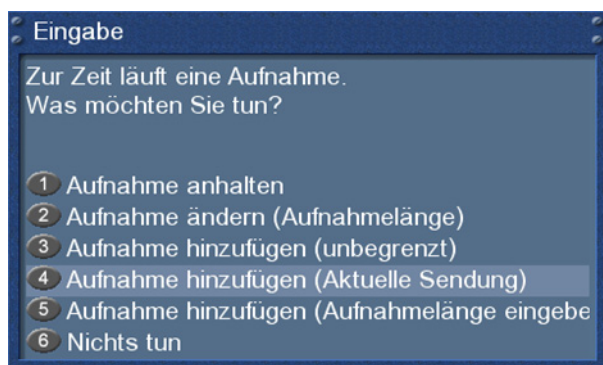 Eingabe
Zur Zeit läuft eine Aufnahme.
Was möchten Sie tun?
1 Aufnahme anhalten
2 Aufnahme ändern (Aufnahmelänge)
3 Aufnahme hinzufügen (unbegrenzt)
4 Aufnahme hinzufügen (Aktuelle Sendung)
5 Aufnahme hinzufügen (Aufnahmelänge eingebe
6 Nichts tun